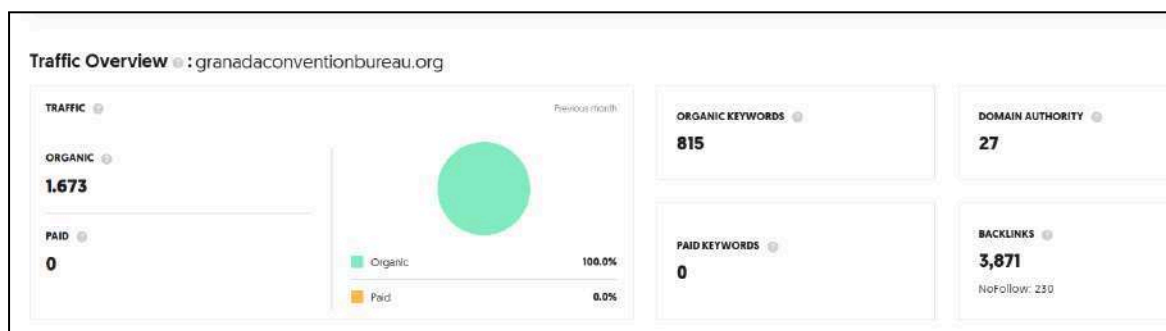 Traffic Overview : granadaconventionbureau.org
TRAFFIC
Previous month
ORGANIC
1.673
PAID
0
Organic 100.0%
Paid 0.0%
ORGANIC KEYWORDS
815
DOMAIN AUTHORITY
27
PAID KEYWORDS
0
BACKLINKS
3,871
NoFollow: 230